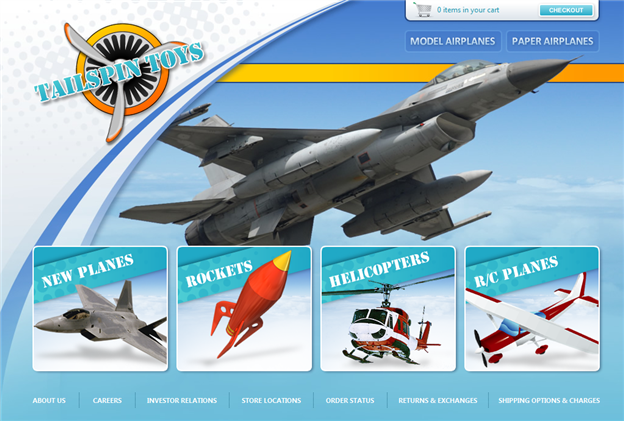 0 items in your cart
CHECKOUT
MODEL AIRPLANES
PAPER AIRPLANES
TAILSPIN TOYS
NEW PLANES
ROCKETS
HELICOPTERS
R/C PLANES
ABOUT US
CAREERS
INVESTOR RELATIONS
STORE LOCATIONS
ORDER STATUS
RETURNS & EXCHANGES
SHIPPING OPTIONS & CHARGES